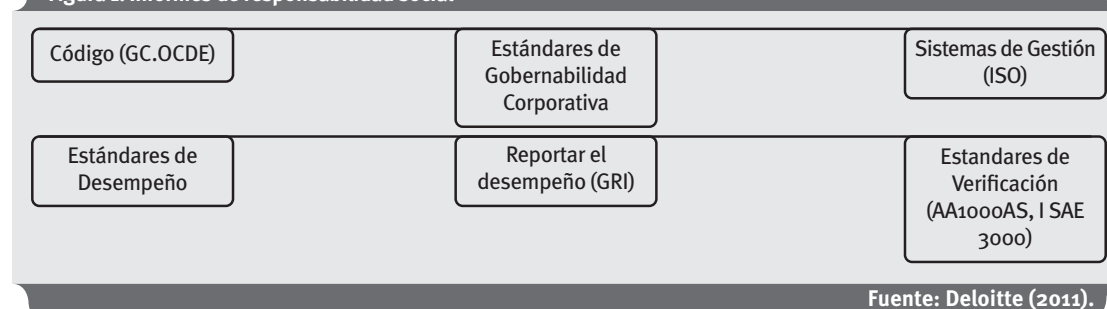 Código (GC.OCDE)
Estándares de
Gobernabilidad
Corporativa
Sistemas de Gestión
(ISO)
Estándares de
Desempeño
Reportar el
desempeño (GRI)
Estandares de
Verificación
(AA1000AS, I SAE
3000)
Fuente: Deloitte (2011).